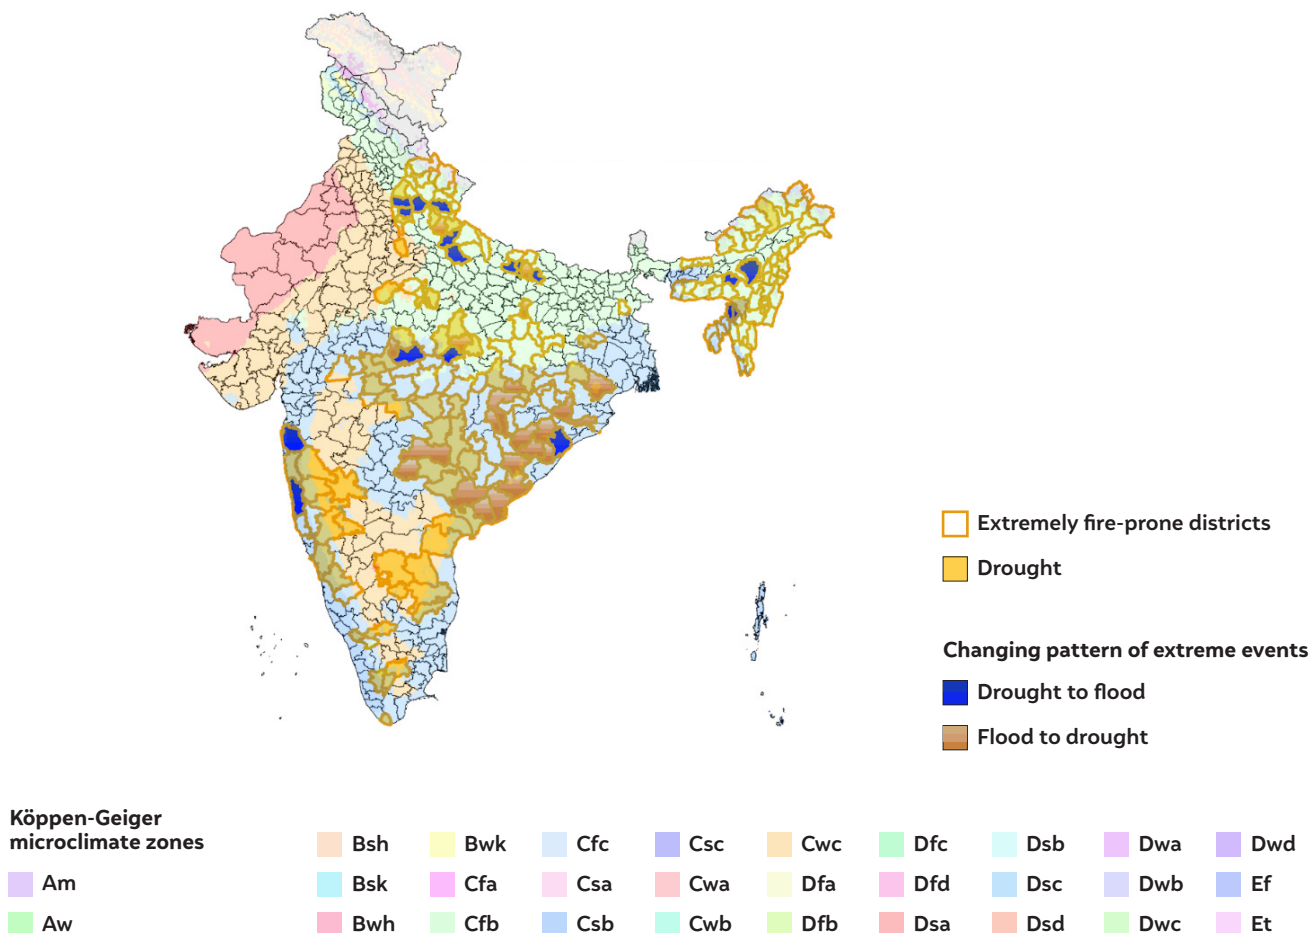 Extremely fire-prone districts
Drought
Changing pattern of extreme events
Drought to flood
Flood to drought
Köppen-Geiger
microclimate zones
Am
Aw
Bsh
Bsk
Bwh
Bwk
Cfa
Cfb
Cfc
Csa
Csb
Csc
Cwa
Cwb
Cwc
Dfa
Dfb
Dfc
Dfd
Dsa
Dsb
Dsc
Dsd
Dwa
Dwb
Dwc
Dwd
Ef
Et